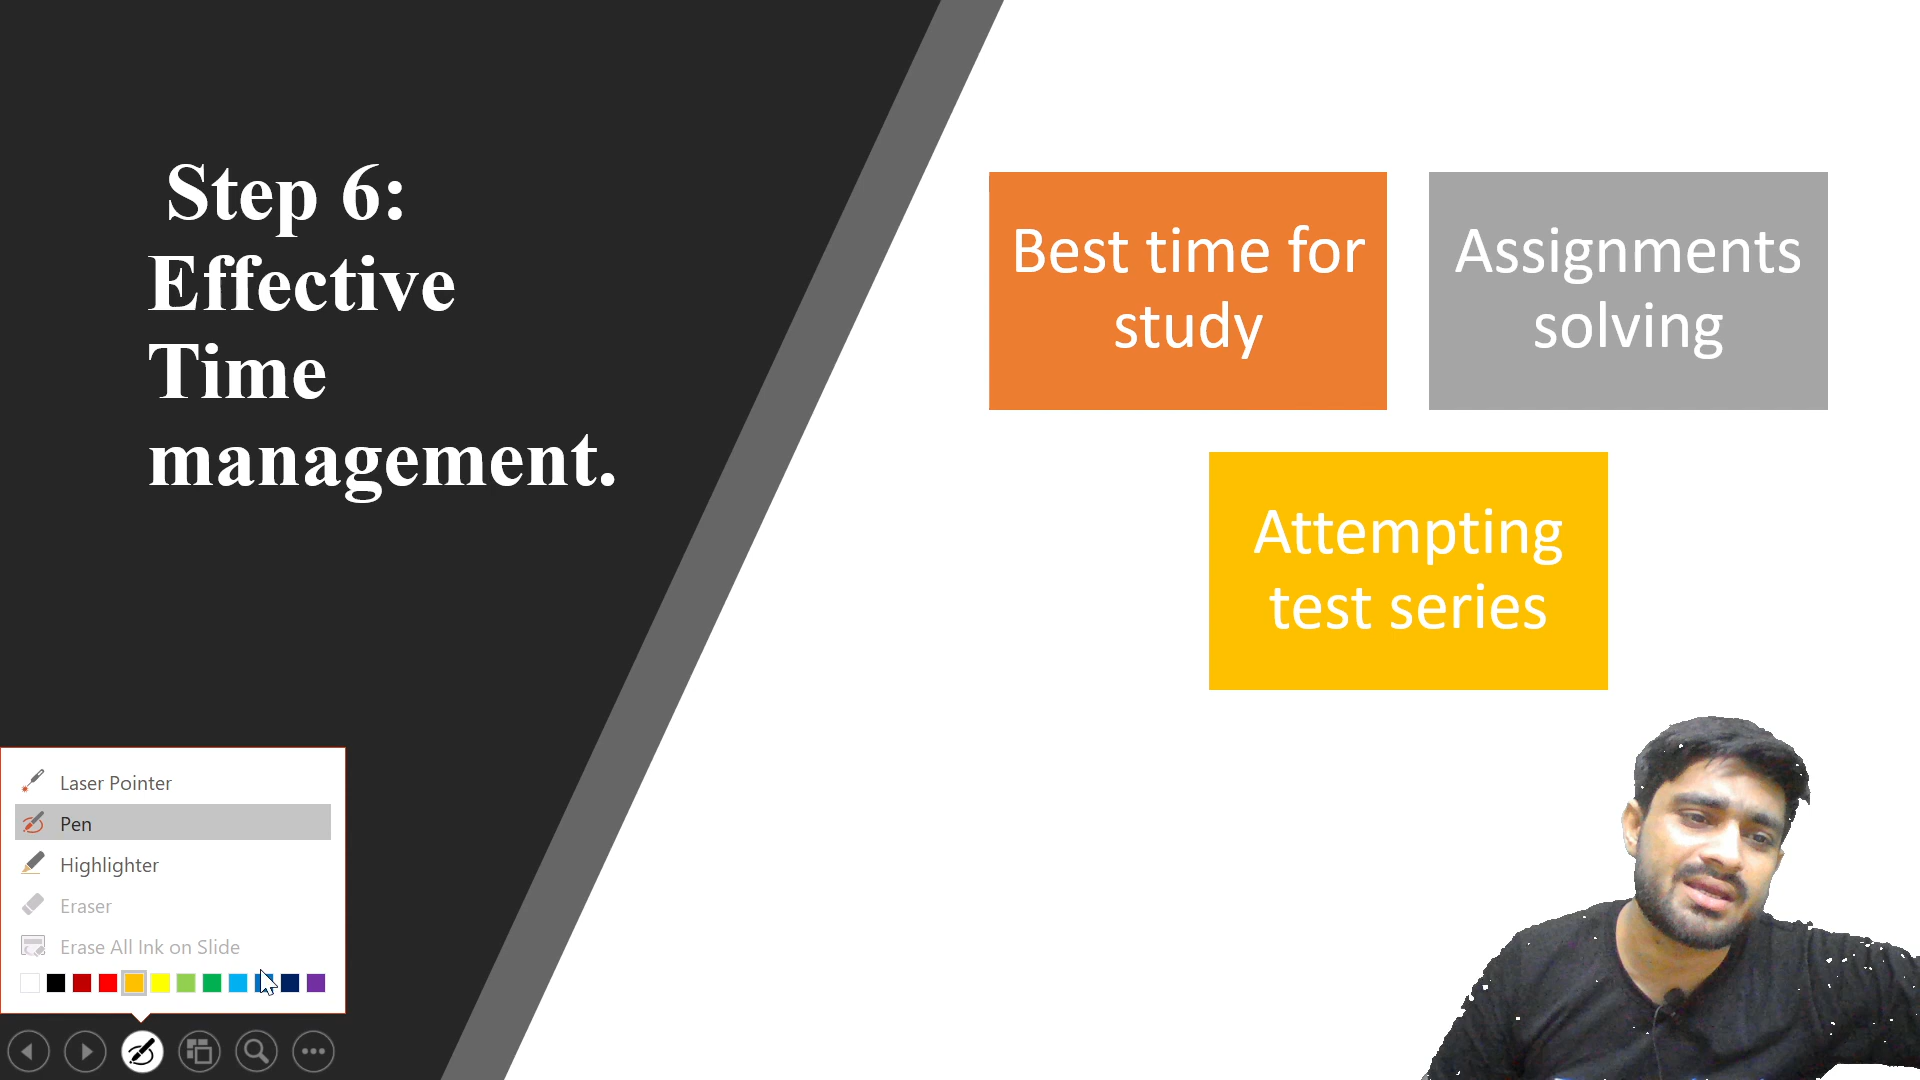 Step 6:
Effective
Time
management.
Best time for
study
Assignments
solving
Attempting
test series
Laser Pointer
Pen
Highlighter
Eraser
Erase All Ink on Slide